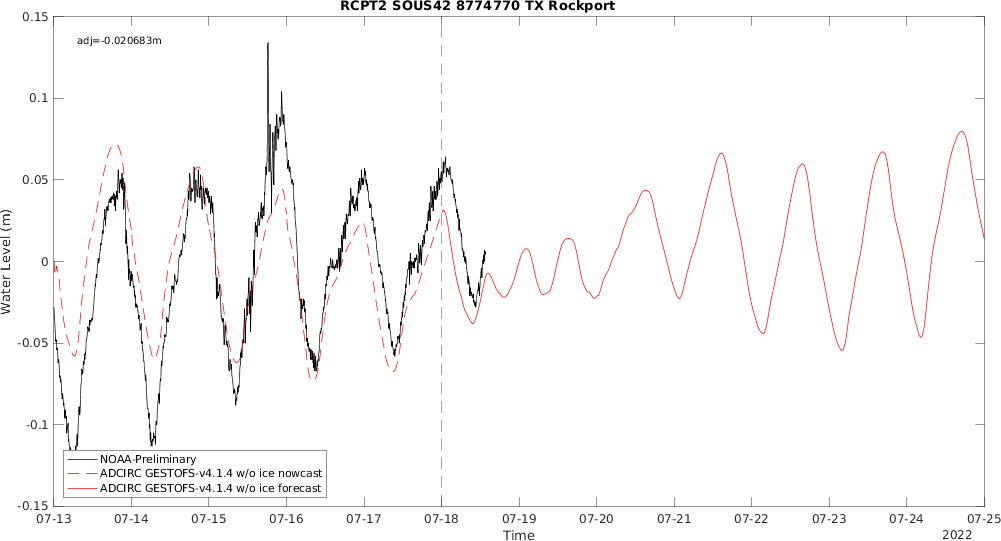 RCPT2 SOUS42 8774770 TX Rockport
adj=-0.020683m
0.15
0.1
0.05
0
-0.05
-0.1
-0.15
Water Level (m)
NOAA-Preliminary
ADCIRC GESTOFS-v4.1.4 w/o ice nowcast
ADCIRC GESTOFS-v4.1.4 w/o ice forecast
07-13 07-14 07-15 07-16 07-17 07-18 07-19 07-20 07-21 07-22 07-23 07-24 07-25
Time
2022